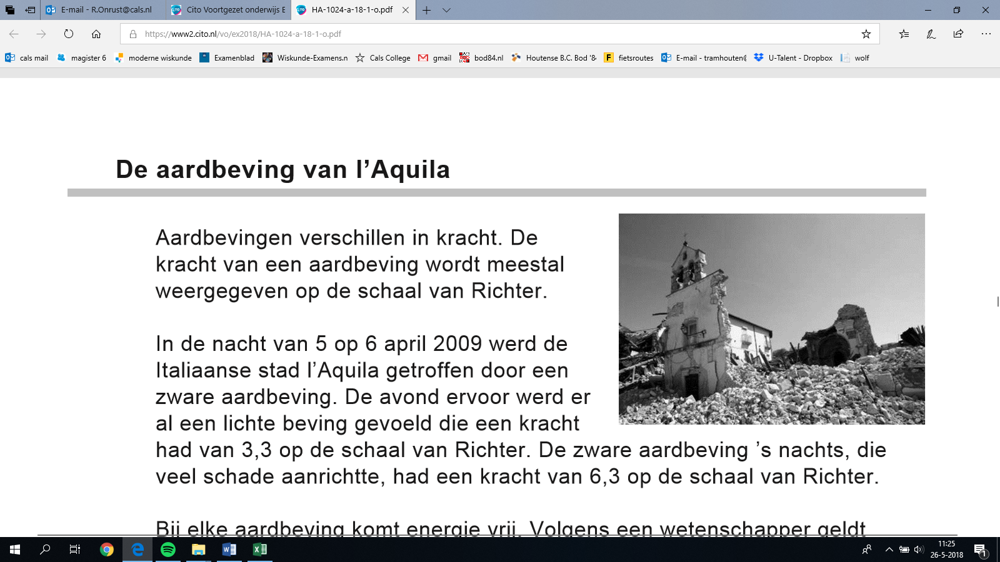 E-mail - R.Onrust@cals.nl
Cito Voortgezet onderwijs E
HA-1024-a-18-1-o.pdf
https://www2.cito.nl/vo/ex2018/HA-1024-a-18-1-o.pdf
cals mail magister 6 moderne wiskunde Examenblad Wiskunde-Examens.n Cals College gmail bod84.nl Houtense B.C. Bod '84 fietsroutes E-mail - tramhouten@ U-Talent - Dropbox wolf
De aardbeving van l’Aquila
Aardbevingen verschillen in kracht. De
kracht van een aardbeving wordt meestal
weergegeven op de schaal van Richter.
In de nacht van 5 op 6 april 2009 werd de
Italiaanse stad l’Aquila getroffen door een
zware aardbeving. De avond ervoor werd er
al een lichte beving gevoeld die een kracht
had van 3,3 op de schaal van Richter. De zware aardbeving ’s nachts, die
veel schade aanrichtte, had een kracht van 6,3 op de schaal van Richter.
Bij elke aardbeving komt energie vrij. Volgens een wetenschapper geldt
11:25
26-5-2018
1